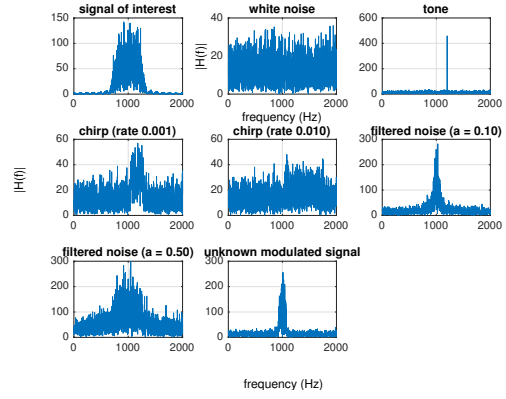 signal of interest
150
100
50
0
0 1000 2000
white noise
|H(f)|
40
20
0
0 1000 2000
frequency (Hz)
tone
600
400
200
0
0 1000 2000
chirp (rate 0.001)
|H(f)|
60
40
20
0
0 1000 2000
chirp (rate 0.010)
60
40
20
0
0 1000 2000
filtered noise (a = 0.10)
300
200
100
0
0 1000 2000
filtered noise (a = 0.50)
300
200
100
0
0 1000 2000
unknown modulated signal
300
200
100
0
0 1000 2000
frequency (Hz)